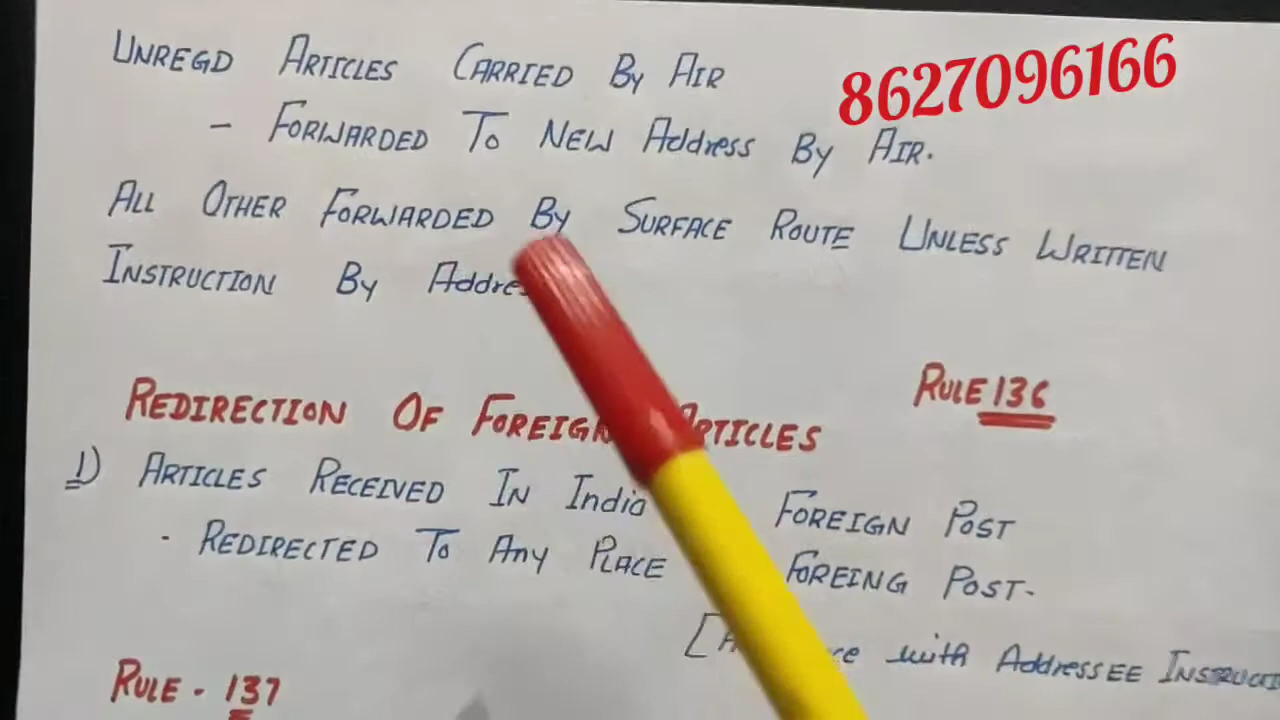 UNREGD ARTICLES CARRIED BY AIR
8627096166
- FORWARDED TO NEW Address By AIR.
ALL OTHER FORWARDED By SURFACE ROUTE UNLESS WRITTEN
INSTRUCTION By
REDIRECTION OF FOREIGN ARTICLES
RULE 136
1) ARTICLES RECEIVED IN India FOREIGN POST
- REDIRECTED TO Any PLACE FOREING POST-
with ADDRESSEE
RULE - 137